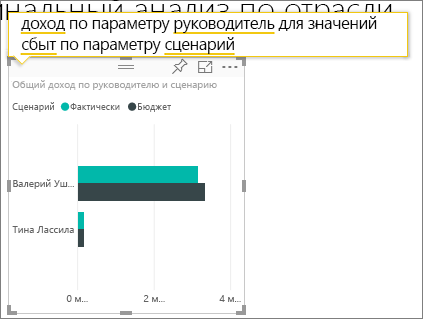 анализ по отрасли
доход по параметру руководитель для значений
сбыт по параметру сценарий
Общий доход по руководителю и сценарию
Сценарий Фактически Бюджет
Валерий Уш...
Тина Лассила
0 м... 2 м... 4 м...